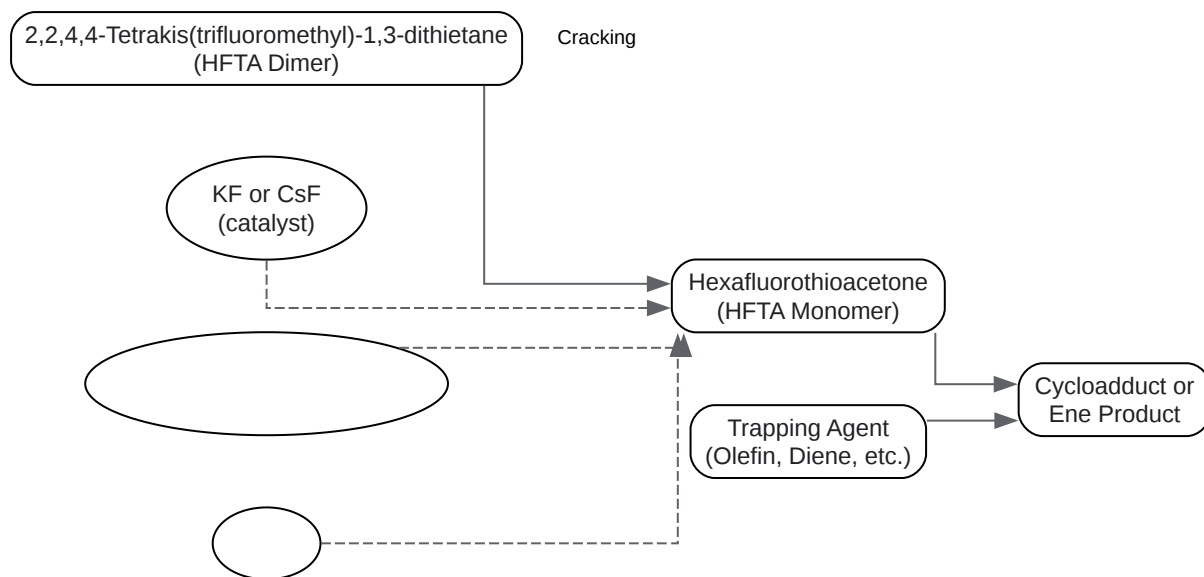 2,2,4,4-Tetrakis(trifluoromethyl)-1,3-dithietane
(HFTA Dimer)
Cracking
KF or CsF
(catalyst)
Hexafluorothioacetone
(HFTA Monomer)
Cycloadduct or
Ene Product
Trapping Agent
(Olefin, Diene, etc.)